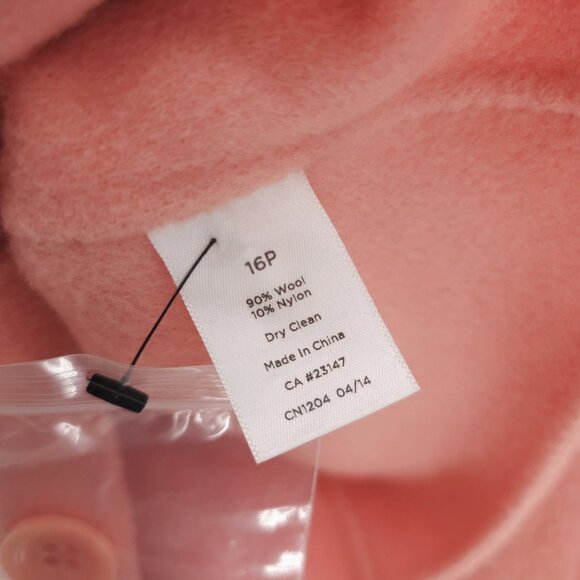 16P
90% Wool
10% Nylon
Dry Clean
Made In China
CA #23147
CN1204 04/14